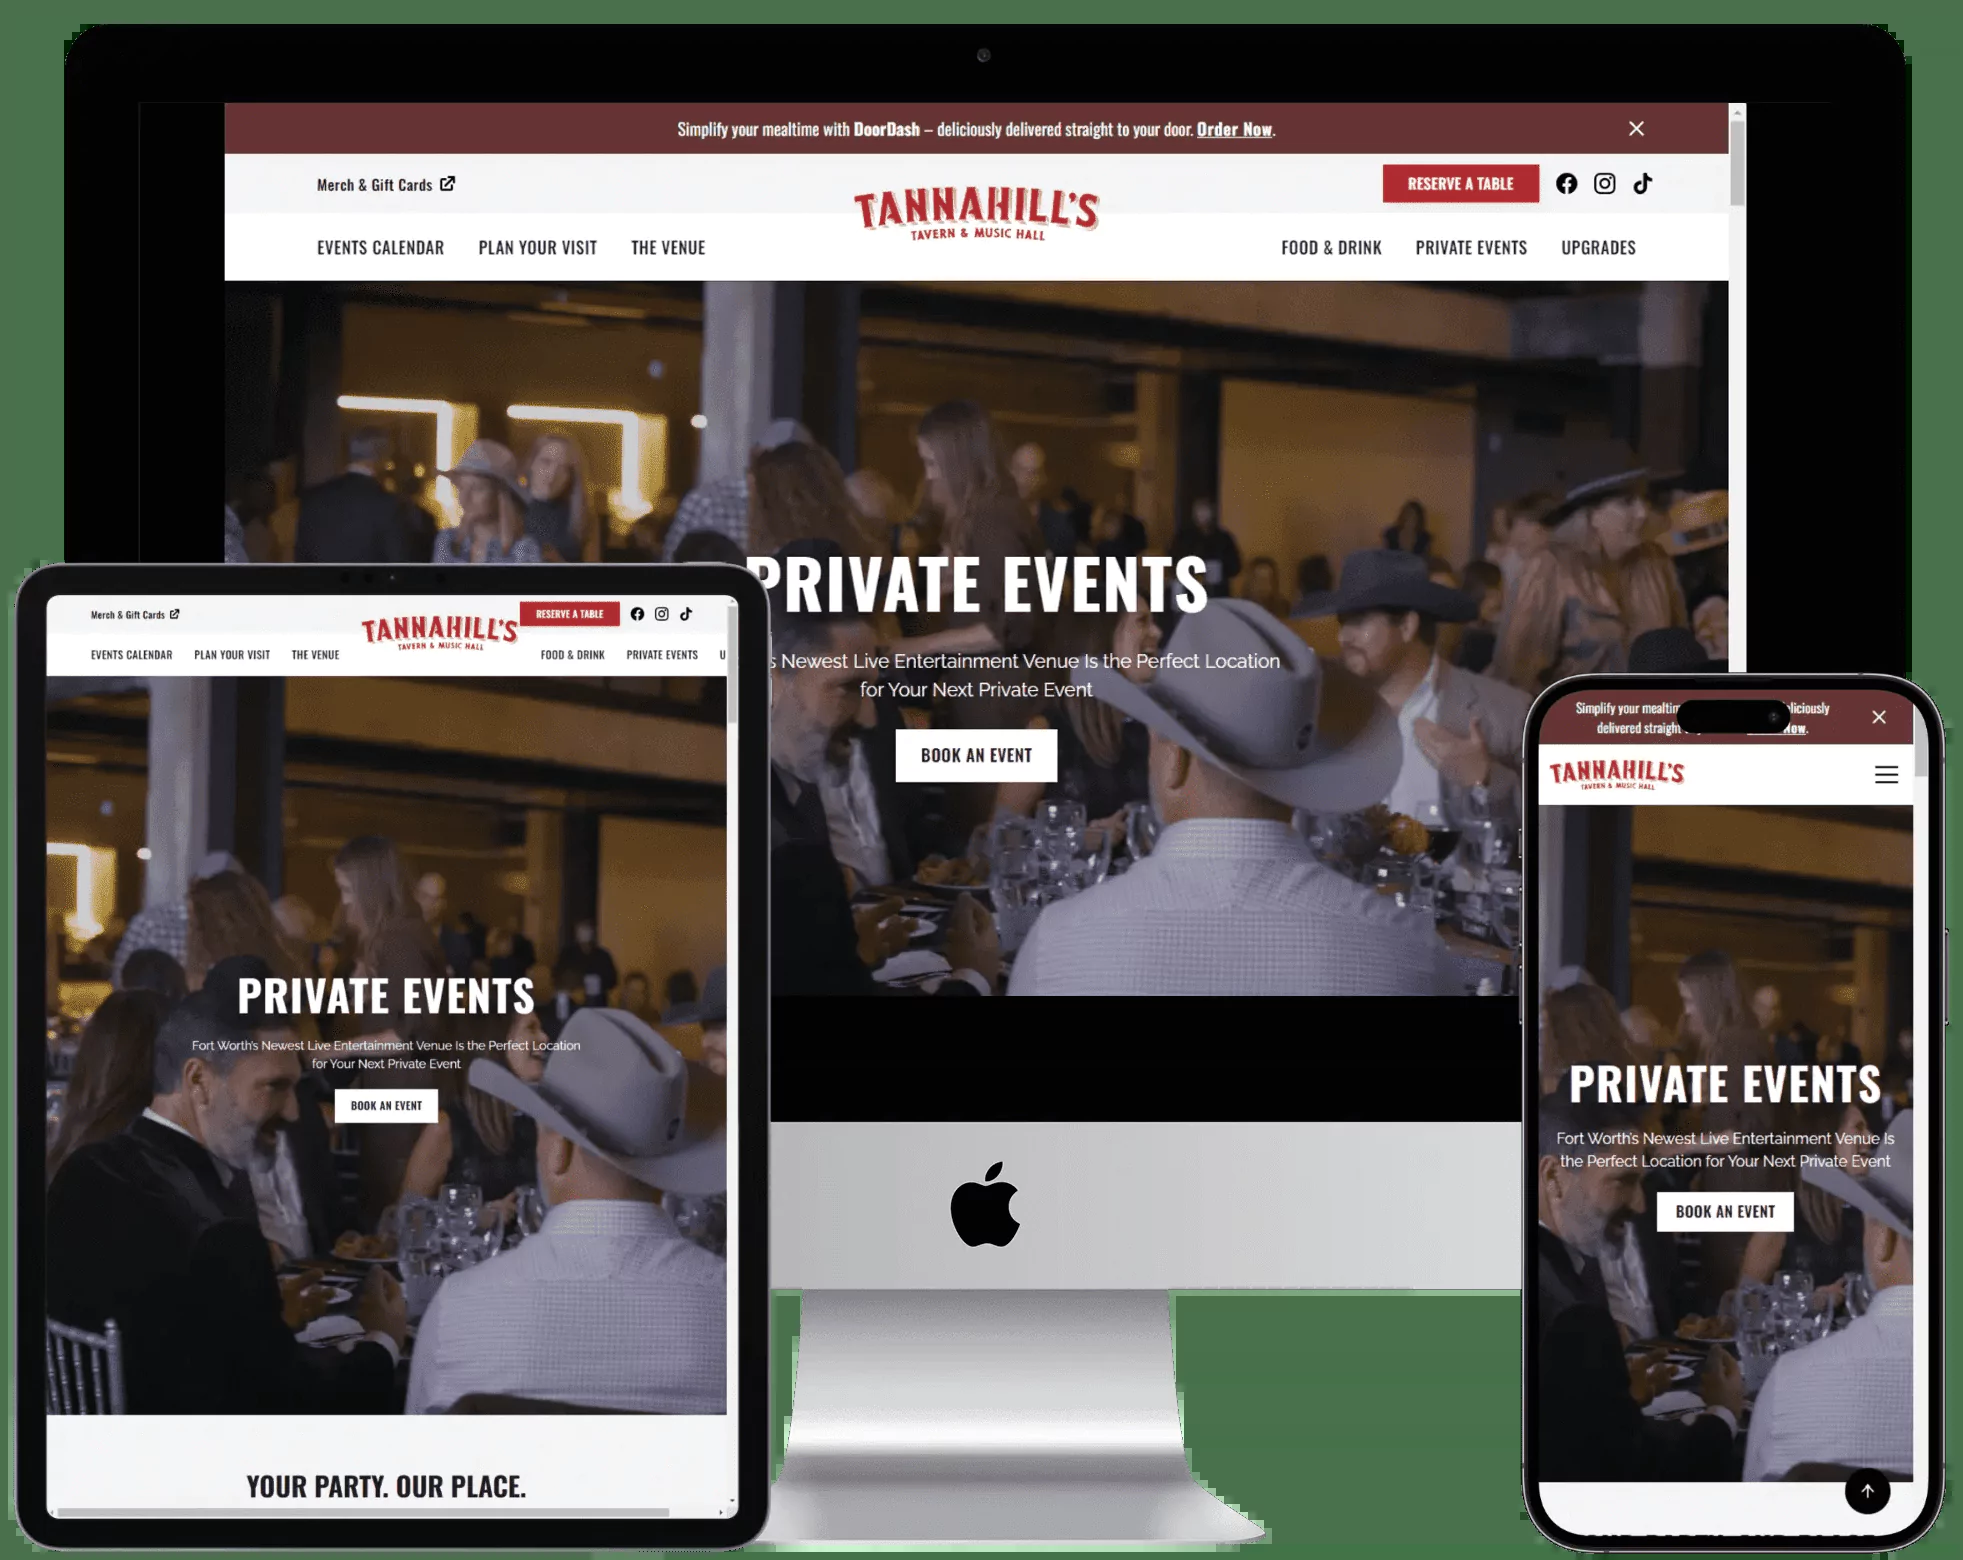 Simplify your mealtime with DoorDash – deliciously delivered straight to your door. Order Now.
Merch & Gift Cards
TANNAHILL'S
TAVERN & MUSIC HALL
RESERVE A TABLE
EVENTS CALENDAR PLAN YOUR VISIT THE VENUE
FOOD & DRINK PRIVATE EVENTS UPGRADES
PRIVATE EVENTS
s Newest Live Entertainment Venue Is the Perfect Location
for Your Next Private Event
BOOK AN EVENT
Merch & Gift Cards
TANNAHILL'S
TAVERN & MUSIC HALL
RESERVE A TABLE
EVENTS CALENDAR PLAN YOUR VISIT THE VENUE
FOOD & DRINK PRIVATE EVENTS U
PRIVATE EVENTS
Fort Worth's Newest Live Entertainment Venue Is the Perfect Location
for Your Next Private Event
BOOK AN EVENT
YOUR PARTY. OUR PLACE.
Simplify your mealtim liciously
delivered straight Now.
TANNAHILL'S
TAVERN & MUSIC HALL
PRIVATE EVENTS
Fort Worth's Newest Live Entertainment Venue Is
the Perfect Location for Your Next Private Event
BOOK AN EVENT